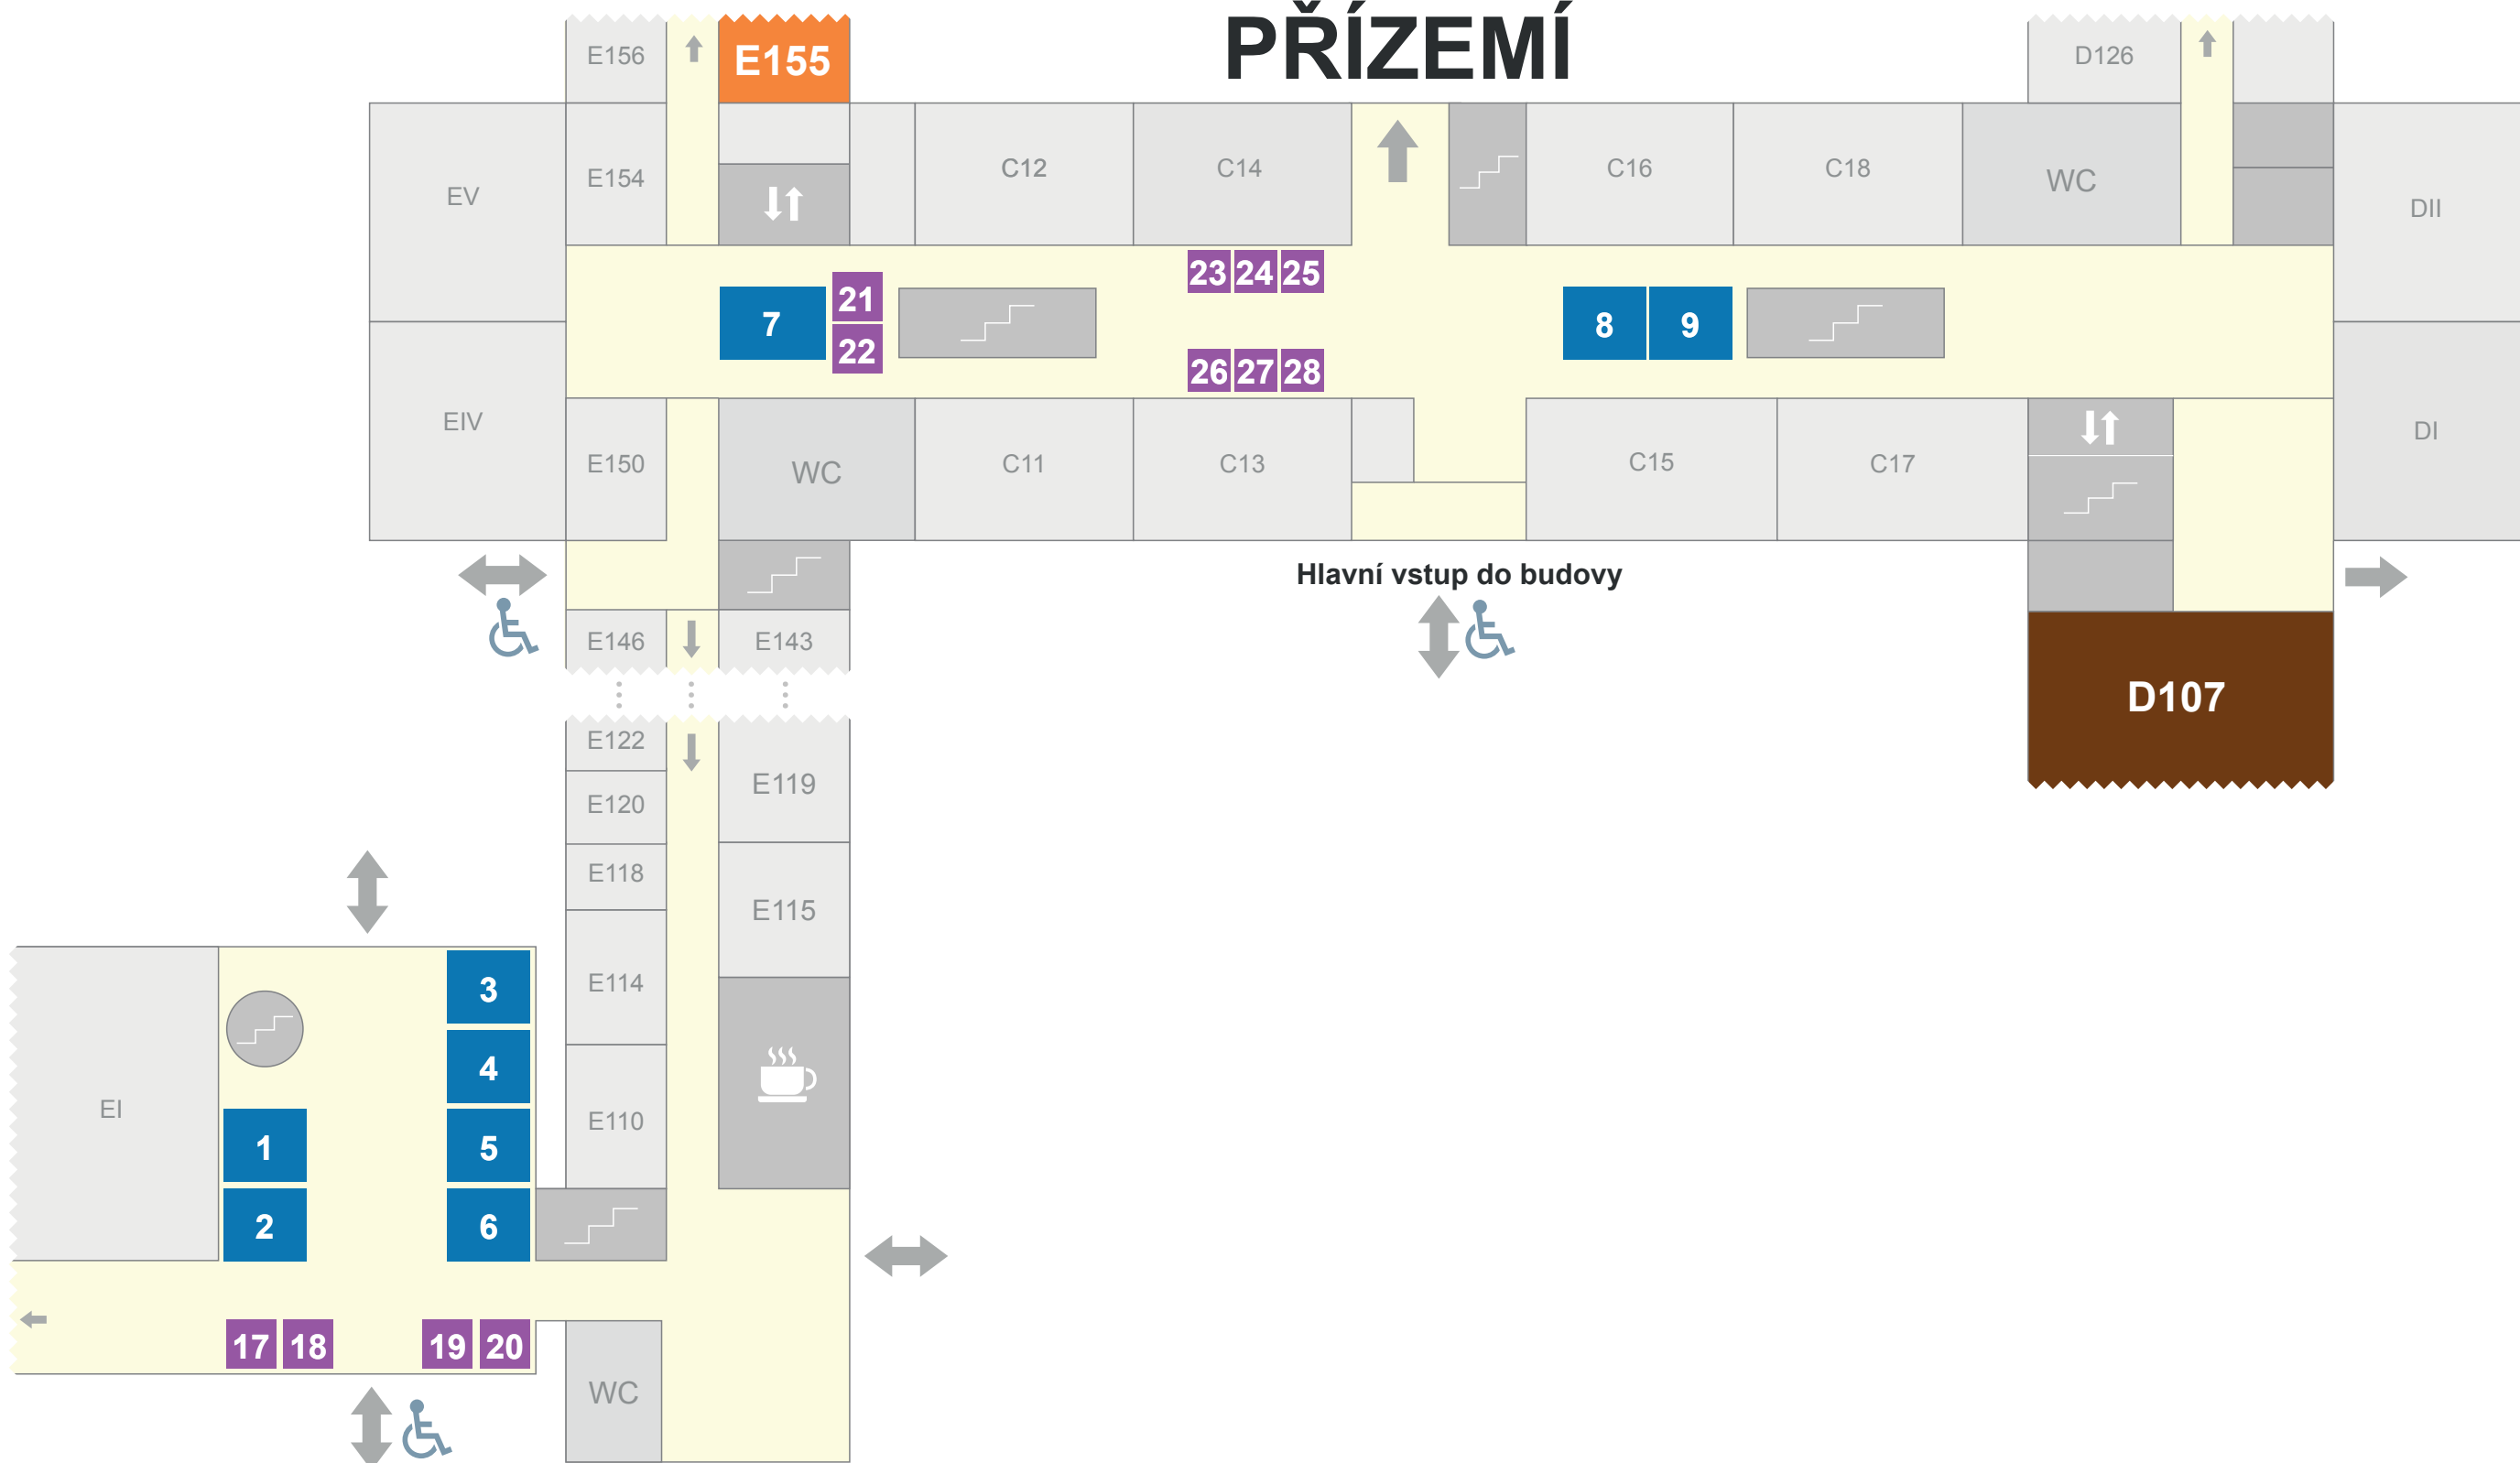 PŘÍZEMÍ
E156
E155
D126
EV
E154
C12
C14
C16
C18
WC
DII
23 24 25
7
21
22
8 9
26 27 28
EIV
E150
WC
C11
C13
C15
C17
DI
Hlavní vstup do budovy
E146
E143
D107
E122
E119
E120
E118
E115
E114
3
4
EI
1
5
E110
2
6
17 18
19 20
WC